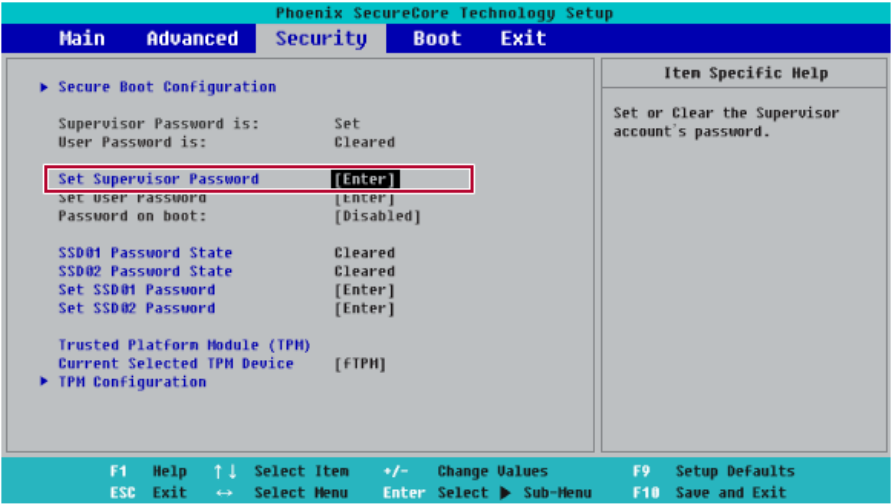 Phoenix SecureCore Technology Setup
Main Advanced Security Boot Exit
Item Specific Help
▶ Secure Boot Configuration
Supervisor Password is: Set
User Password is: Cleared
Set Supervisor Password [Enter]
Set User Password [Enter]
Password on boot: [Disabled]
SSD01 Password State Cleared
SSD02 Password State Cleared
Set SSD01 Password [Enter]
Set SSD02 Password [Enter]
Trusted Platform Module (TPM)
Current Selected TPM Device [fTPM]
▶ TPM Configuration
Set or Clear the Supervisor
account's password.
F1 Help ↑↓ Select Item +/- Change Values F9 Setup Defaults
ESC Exit ↔ Select Menu Enter Select ▶ Sub-Menu F10 Save and Exit